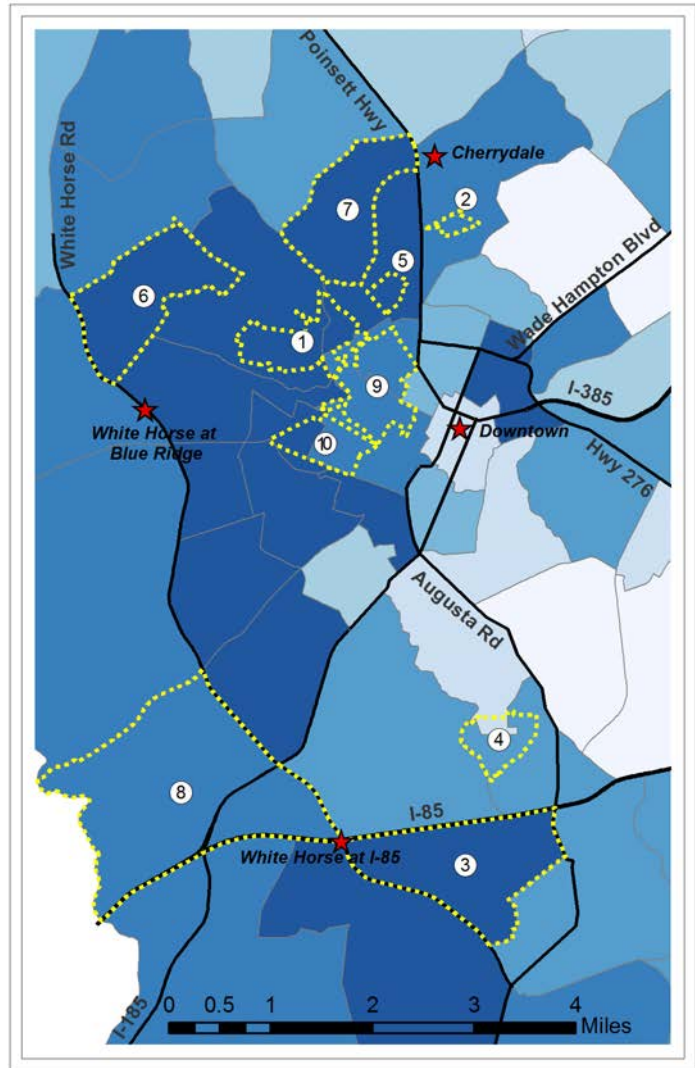 Poinsett Hwy
White Horse Rd
Cherrydale
7
2
Wade Hampton Blvd
5
6
1
9
I-385
White Horse at
Blue Ridge
10
Downtown
Hwy 276
Augusta Rd
4
8
I-85
White Horse at I-85
3
I-185
0 0.5 1 2 3 4
Miles